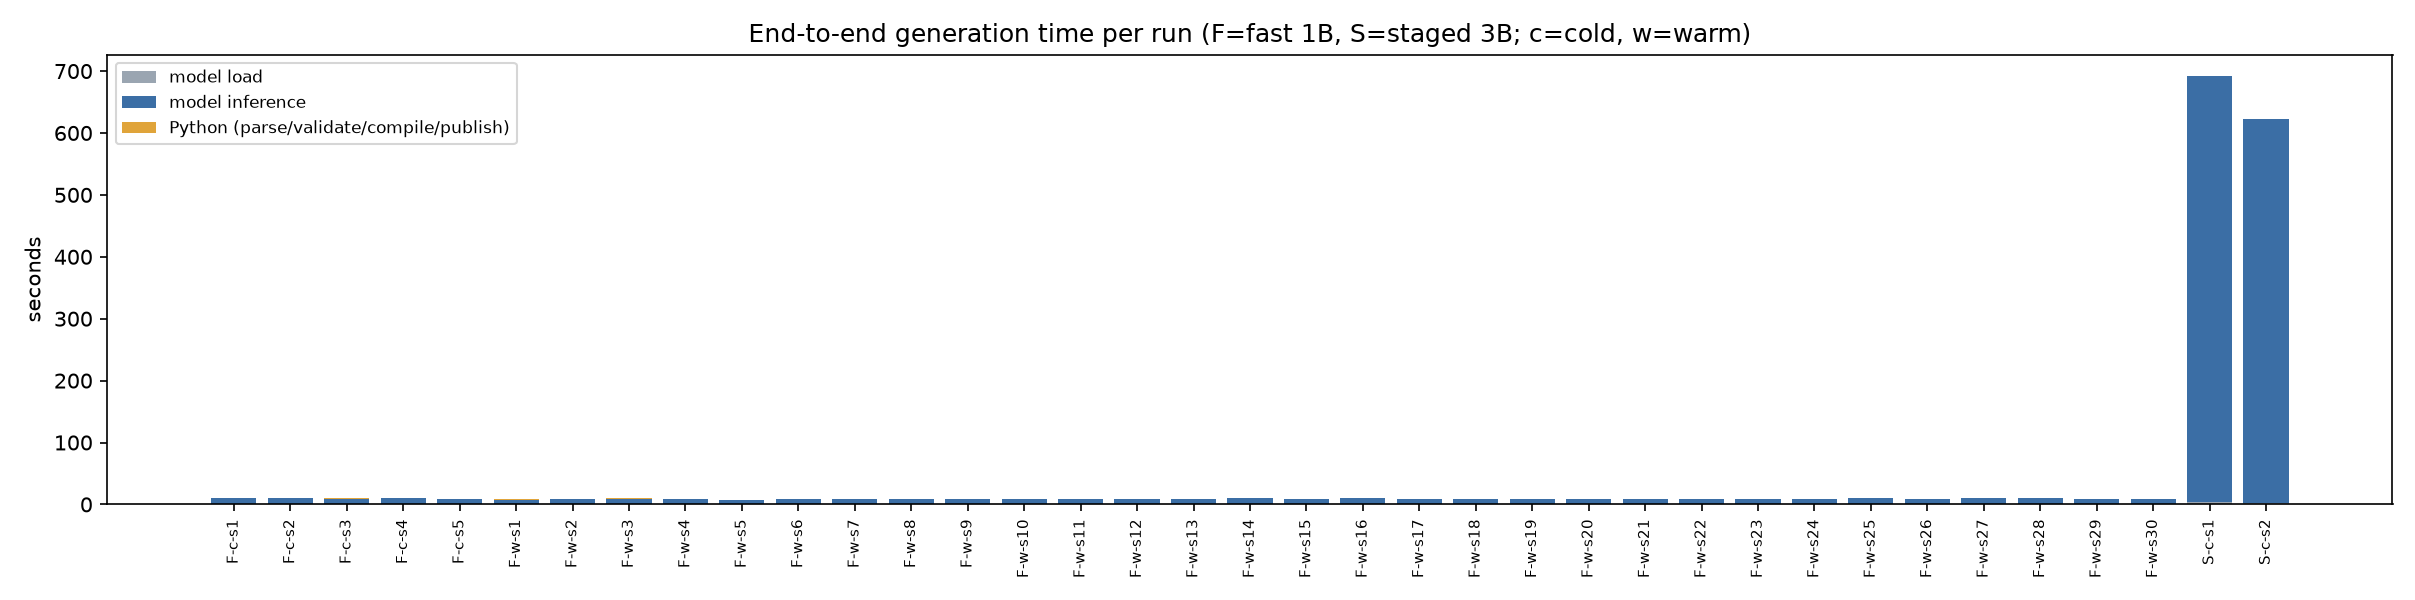 End-to-end generation time per run (F=fast 1B, S=staged 3B; c=cold, w=warm)
model load
model inference
Python (parse/validate/compile/publish)
seconds
700
600
500
400
300
200
100
0
F-c-s1
F-c-s2
F-c-s3
F-c-s4
F-c-s5
F-w-s1
F-w-s2
F-w-s3
F-w-s4
F-w-s5
F-w-s6
F-w-s7
F-w-s8
F-w-s9
F-w-s10
F-w-s11
F-w-s12
F-w-s13
F-w-s14
F-w-s15
F-w-s16
F-w-s17
F-w-s18
F-w-s19
F-w-s20
F-w-s21
F-w-s22
F-w-s23
F-w-s24
F-w-s25
F-w-s26
F-w-s27
F-w-s28
F-w-s29
F-w-s30
S-c-s1
S-c-s2